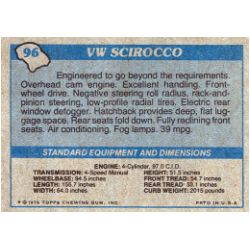 96
VW SCIROCCO
Engineered to go beyond the requirements.
Overhead cam engine. Excellent handling. Front-
wheel drive. Negative steering roll radius, rack-and-
pinion steering, low-profile radial tires. Electric rear
window defogger. Hatchback provides deep, flat lug-
gage space. Rear seats fold down. Fully reclining front
seats. Air conditioning. Fog lamps. 39 mpg.
STANDARD EQUIPMENT AND DIMENSIONS
ENGINE: 4-Cylinder, 97.0 C.I.D.
TRANSMISSION: 4-Speed Manual HEIGHT: 51.5 inches
WHEELBASE: 94.5 inches FRONT TREAD: 54.7 inches
LENGTH: 155.7 inches REAR TREAD: 53.1 inches
WIDTH: 64.0 inches CURB WEIGHT: 2015 pounds
© 1976 TOPPS CHEWING GUM, INC. PRTD IN U.S.A.